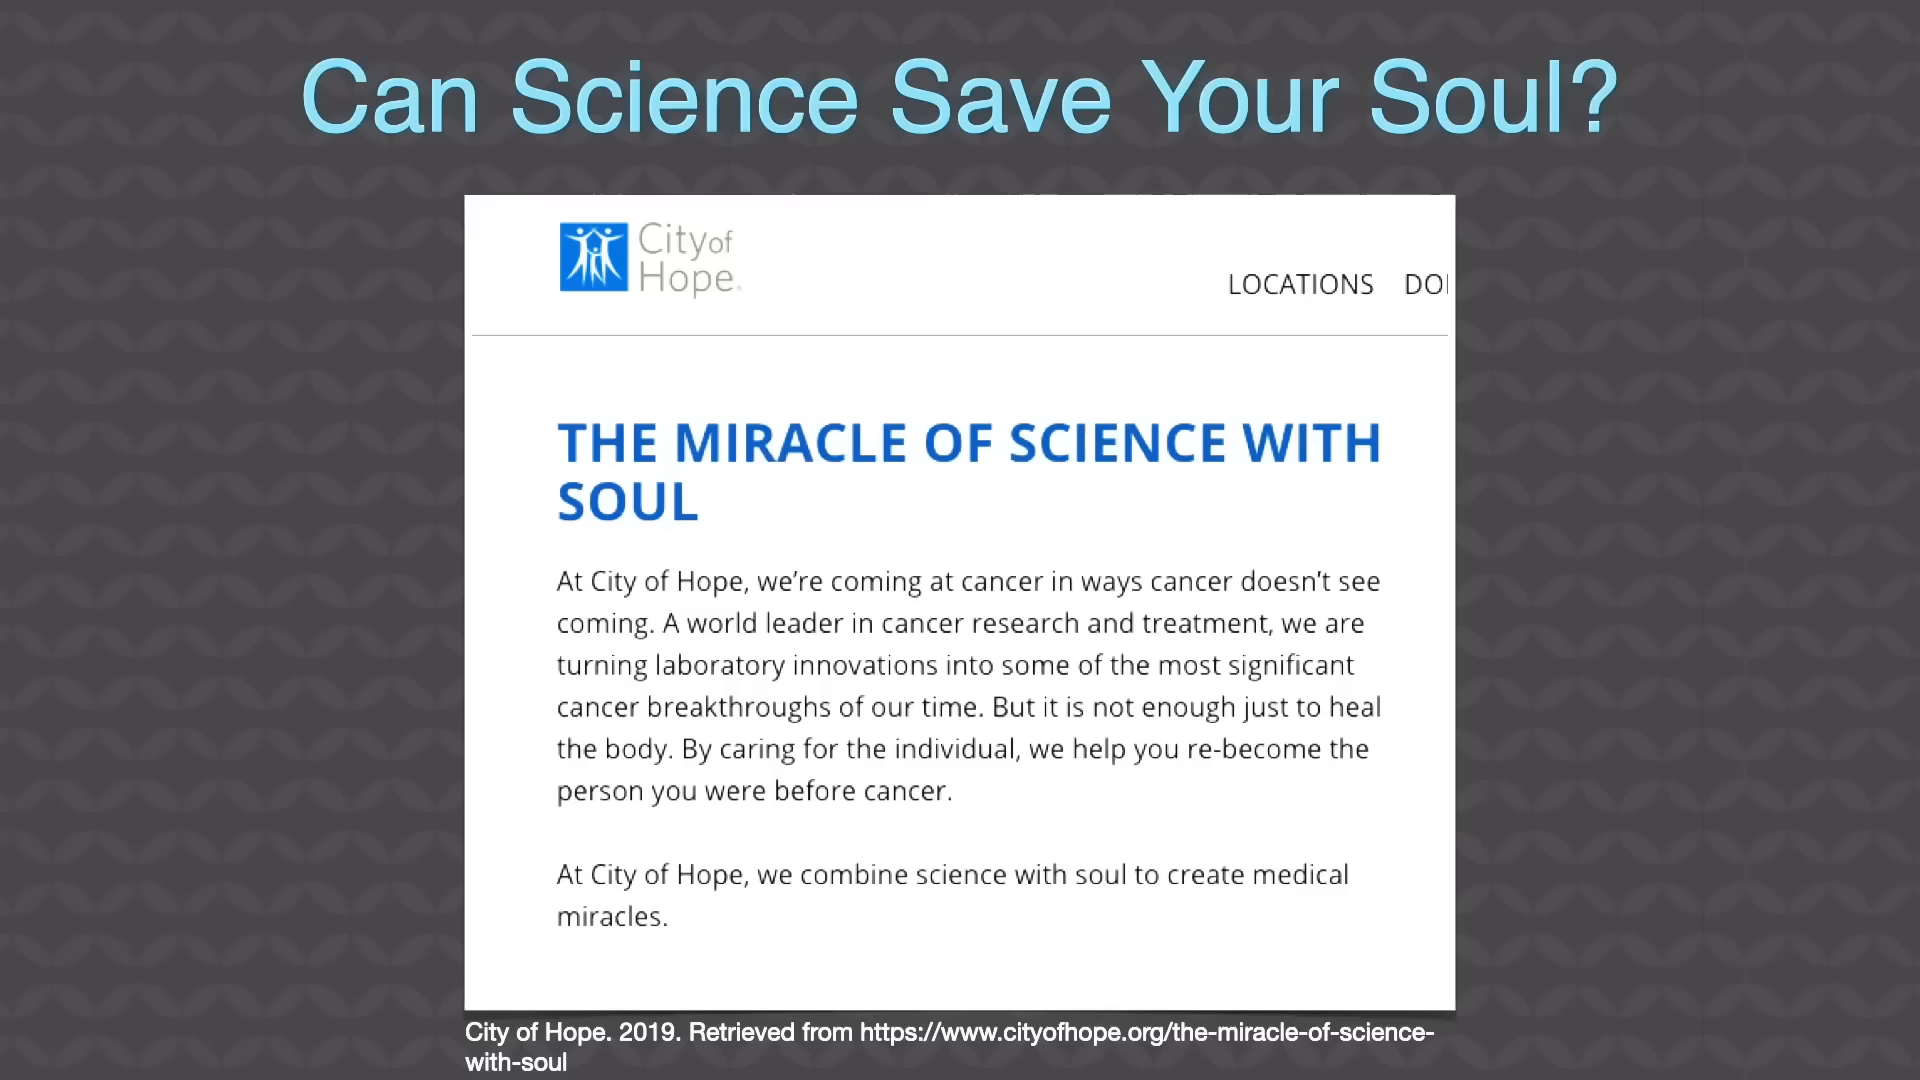 Can Science Save Your Soul?
City of
Hope.
LOCATIONS DO
THE MIRACLE OF SCIENCE WITH
SOUL
At City of Hope, we’re coming at cancer in ways cancer doesn’t see
coming. A world leader in cancer research and treatment, we are
turning laboratory innovations into some of the most significant
cancer breakthroughs of our time. But it is not enough just to heal
the body. By caring for the individual, we help you re-become the
person you were before cancer.
At City of Hope, we combine science with soul to create medical
miracles.
City of Hope. 2019. Retrieved from https://www.cityofhope.org/the-miracle-of-science-
with-soul